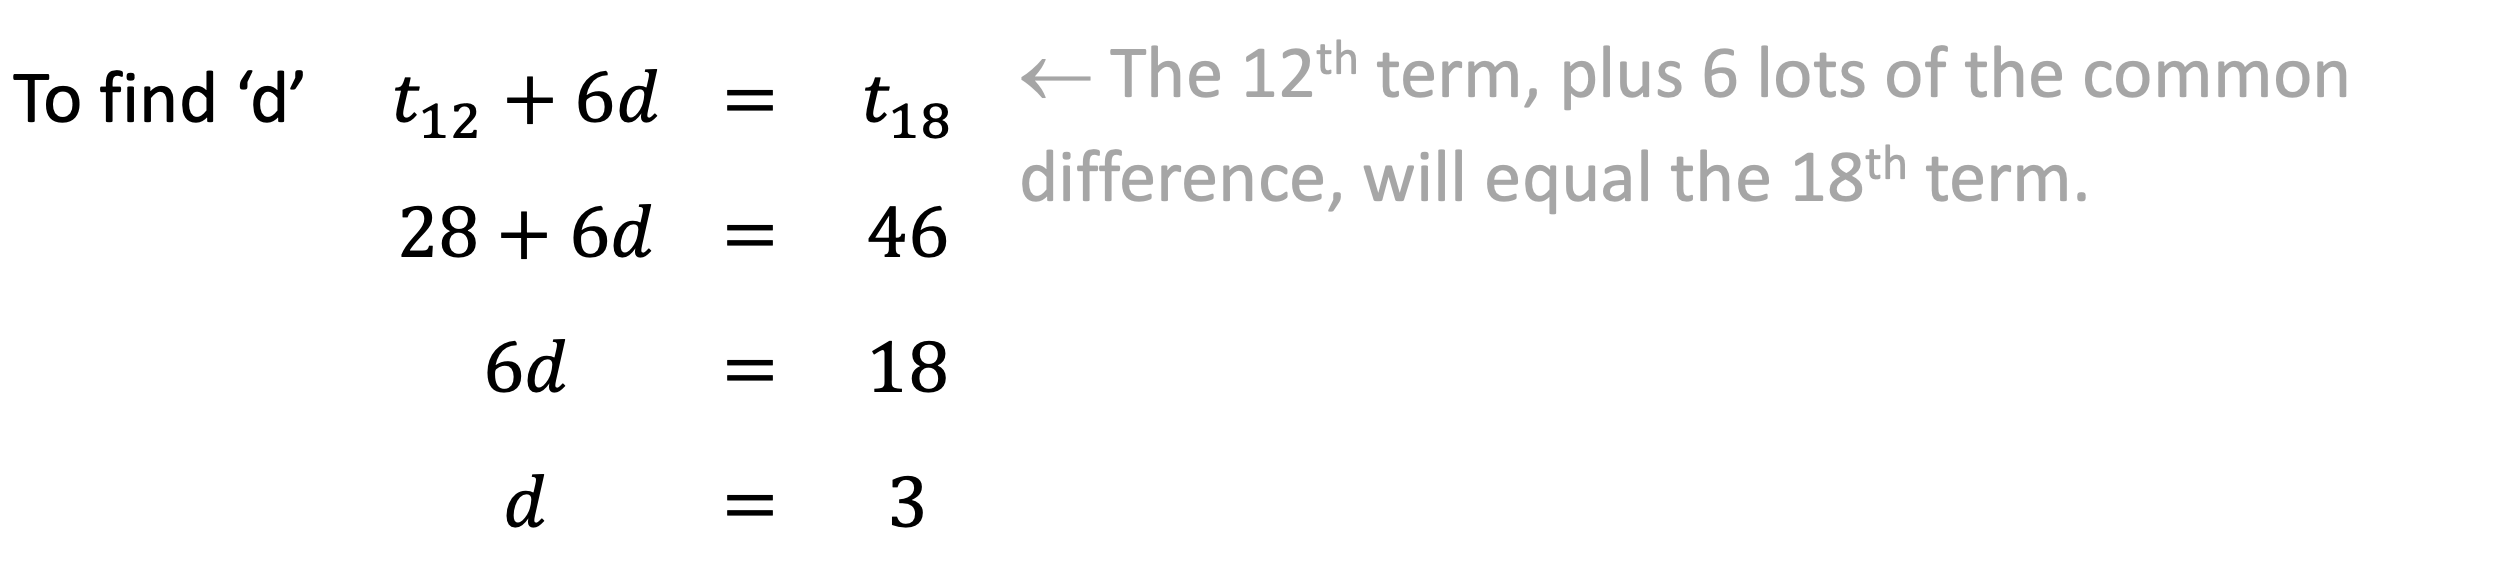 To find ‘d’ t₁₂ + 6d = t₁₈ ← The 12ᵗʰ term, plus 6 lots of the common
difference, will equal the 18ᵗʰ term.
28 + 6d = 46
6d = 18
d = 3